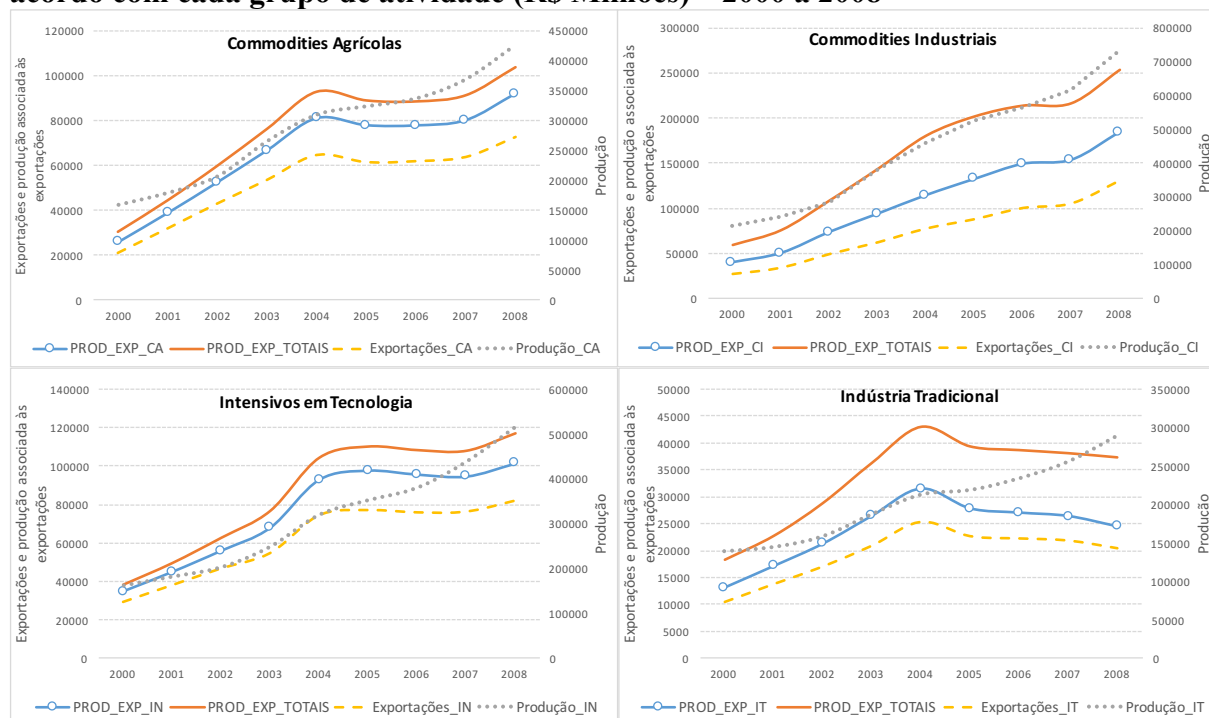 acordo com cada grupo de atividade (R$ Milhões) – 2000 a 2008
Commodities Agrícolas
Exportações e produção associada às
exportações
120000
100000
80000
60000
40000
20000
0
450000
400000
350000
300000
250000
200000
150000
100000
50000
0
Produção
2000 2001 2002 2003 2004 2005 2006 2007 2008
PROD_EXP_CA PROD_EXP_TOTAIS Exportações_CA Produção_CA
Commodities Industriais
Exportações e produção associada às
exportações
300000
250000
200000
150000
100000
50000
0
800000
700000
600000
500000
400000
300000
200000
100000
0
Produção
2000 2001 2002 2003 2004 2005 2006 2007 2008
PROD_EXP_CI PROD_EXP_TOTAIS Exportações_CI Produção_CI
Intensivos em Tecnologia
Exportações e produção associada às
exportações
140000
120000
100000
80000
60000
40000
20000
0
600000
500000
400000
300000
200000
100000
0
Produção
2000 2001 2002 2003 2004 2005 2006 2007 2008
PROD_EXP_IN PROD_EXP_TOTAIS Exportações_IN Produção_IN
Indústria Tradicional
Exportações e produção associada às
exportações
50000
45000
40000
35000
30000
25000
20000
15000
10000
5000
0
350000
300000
250000
200000
150000
100000
50000
0
Produção
2000 2001 2002 2003 2004 2005 2006 2007 2008
PROD_EXP_IT PROD_EXP_TOTAIS Exportações_IT Produção_IT